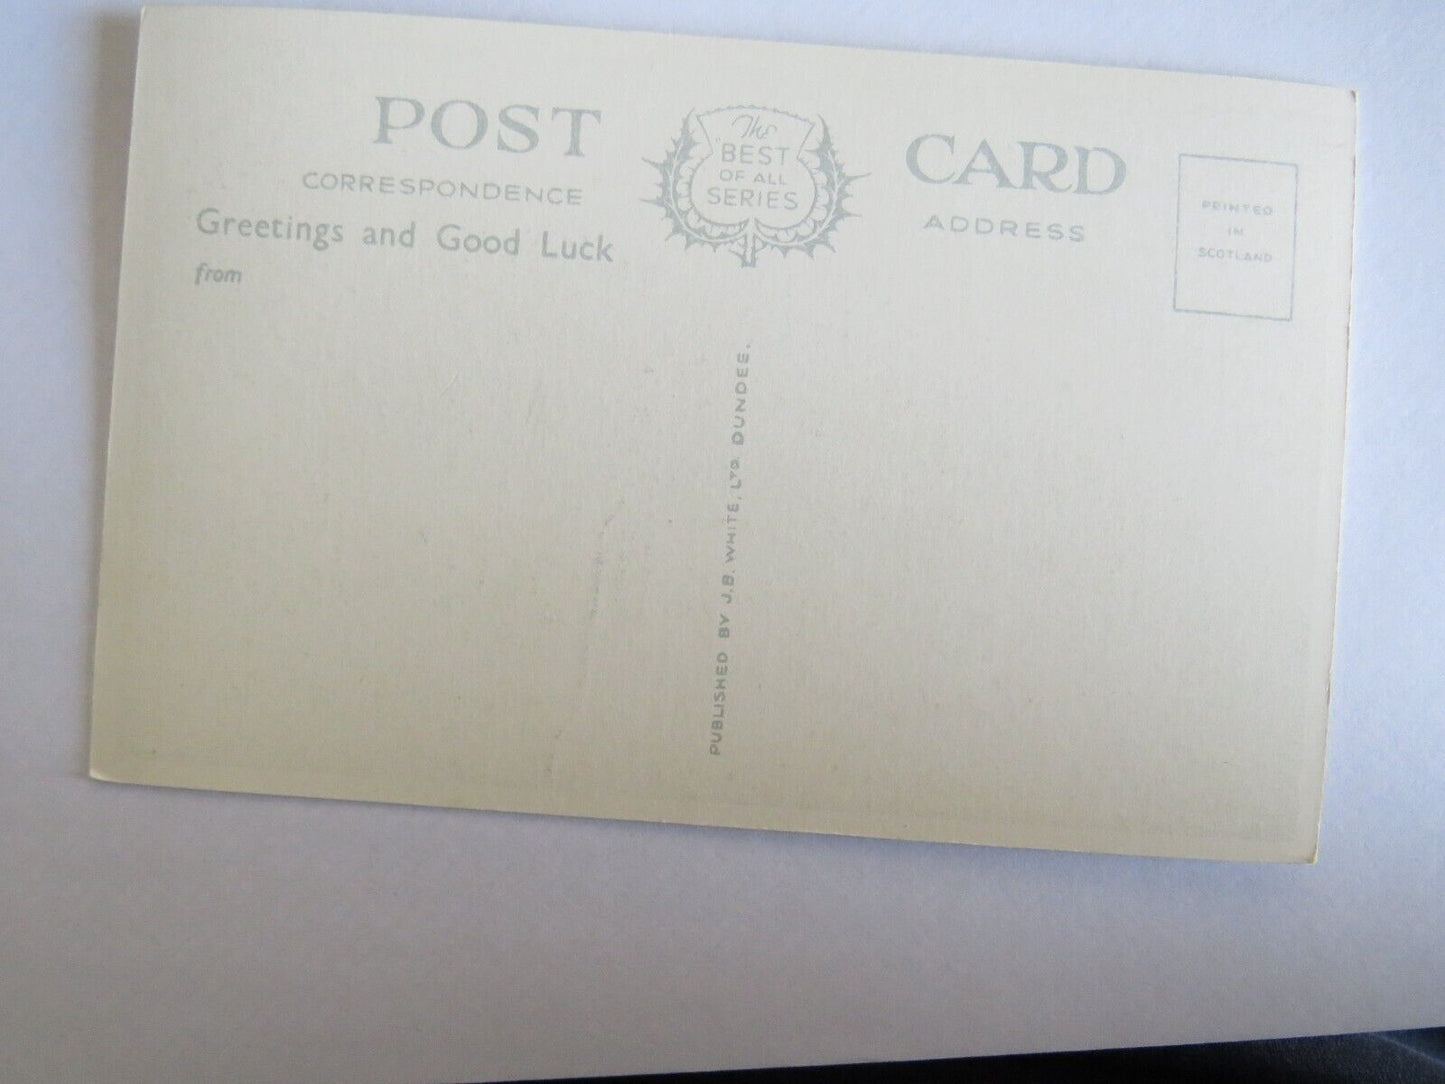 POST CARD
The
"BEST
OF ALL
SERIES"
CORRESPONDENCE
ADDRESS
Greetings and Good Luck
from
PRINTED
IN
SCOTLAND
PUBLISHED BY J.B. WHITE, LTD. DUNDEE.